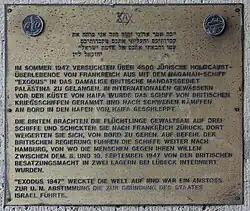 IM SOMMER 1947 VERSUCHTEN ÜBER 4500 JÜDISCHE HOLOCAUST-
ÜBERLEBENDE VON FRANKREICH AUS MIT DEM HAGANAH-SCHIFF
"EXODUS" IN DAS DAMALIGE BRITISCHE MANDATSGEBIET
PALÄSTINA ZU GELANGEN. IN INTERNATIONALEN GEWÄSSERN
VOR DER KÜSTE VON HAIFA WURDE DAS SCHIFF VON BRITISCHEN
KRIEGSSCHIFFEN GERAMMT UND NACH SCHWEREN KÄMPFEN
AN BORD IN DEN HAFEN VON HAIFA GESCHLEPPT.
DIE BRITEN BRACHTEN DIE FLÜCHTLINGE GEWALTSAM AUF DREI
SCHIFFE UND SCHICKTEN SIE NACH FRANKREICH ZURÜCK, DORT
WEIGERTEN SIE SICH, VON BORD ZU GEHEN. AUF BEFEHL DER
BRITISCHEN REGIERUNG FUHREN DIE SCHIFFE WEITER NACH
HAMBURG, VON WO DIE MENSCHEN GEGEN IHREN WILLEN
ZWISCHEN DEM 8. UND 10. SEPTEMBER 1947 VON DER BRITISCHEN
BESATZUNGSMACHT IN ZWEI LAGERN BEI LÜBECK INTERNIERT
WURDEN.
"EXODUS 1947" WECKTE DIE WELT AUF UND WAR EIN ANSTOSS
ZUR U.N. ABSTIMMUNG DIE ZUR GRÜNDUNG DES STAATES
ISRAEL FÜHRTE.